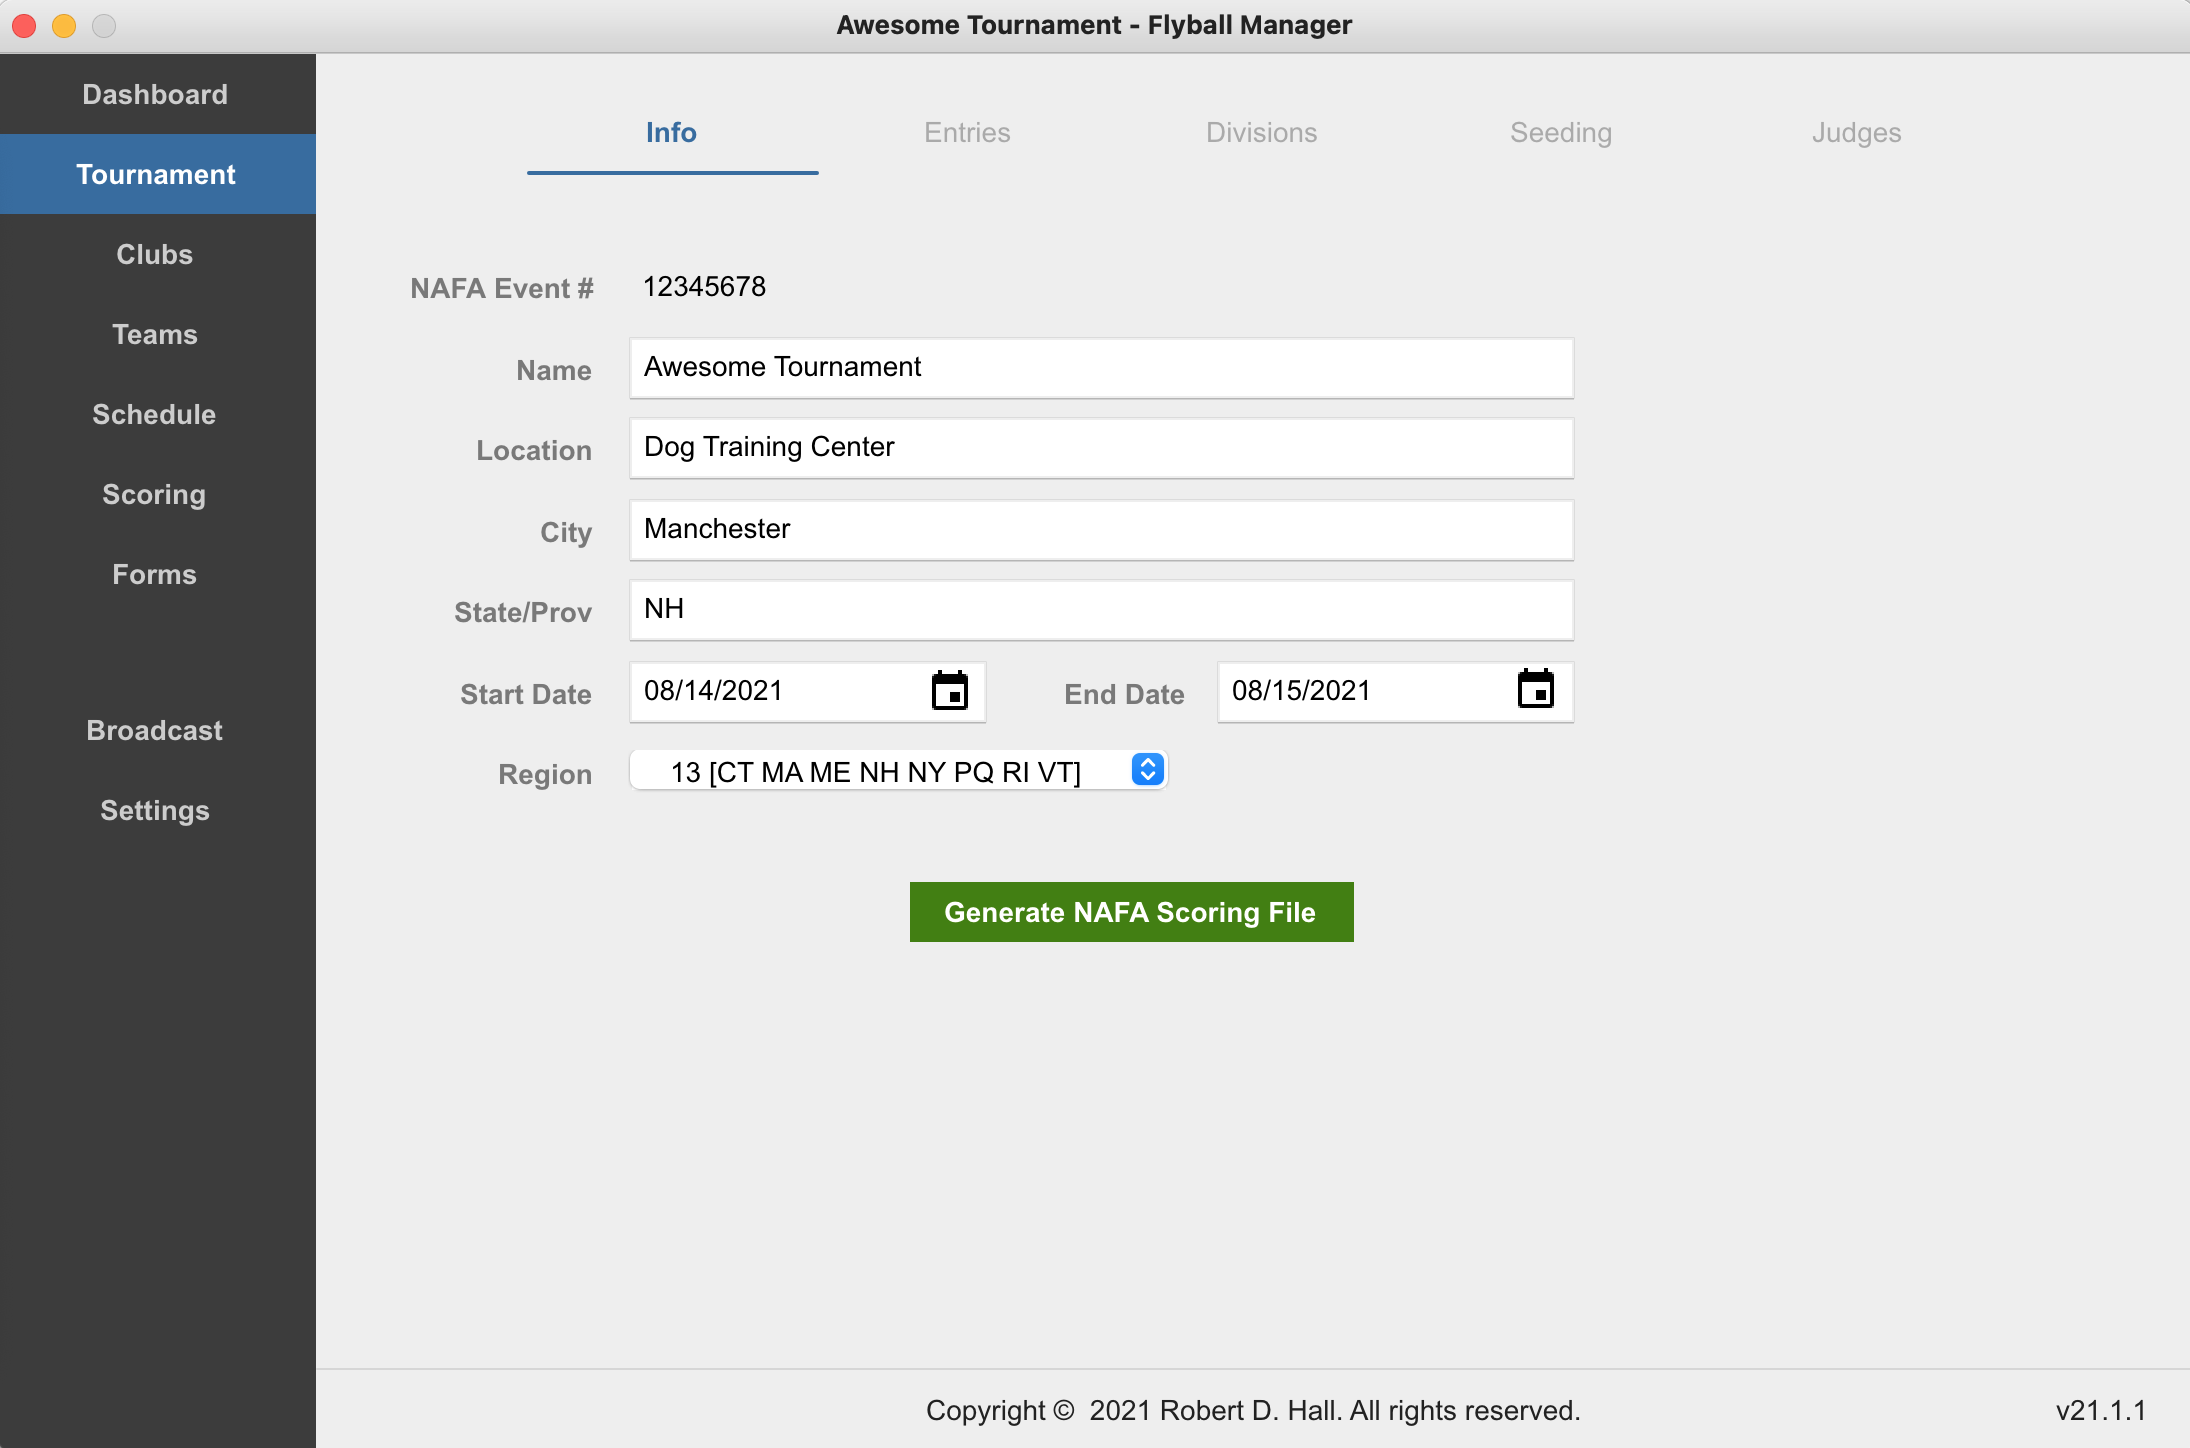 Awesome Tournament - Flyball Manager
Dashboard
Tournament
Clubs
Teams
Schedule
Scoring
Forms
Broadcast
Settings
Info Entries Divisions Seeding Judges
NAFA Event # 12345678
Name Awesome Tournament
Location Dog Training Center
City Manchester
State/Prov NH
Start Date 08/14/2021 End Date 08/15/2021
Region 13 [CT MA ME NH NY PQ RI VT]
Generate NAFA Scoring File
Copyright © 2021 Robert D. Hall. All rights reserved. v21.1.1